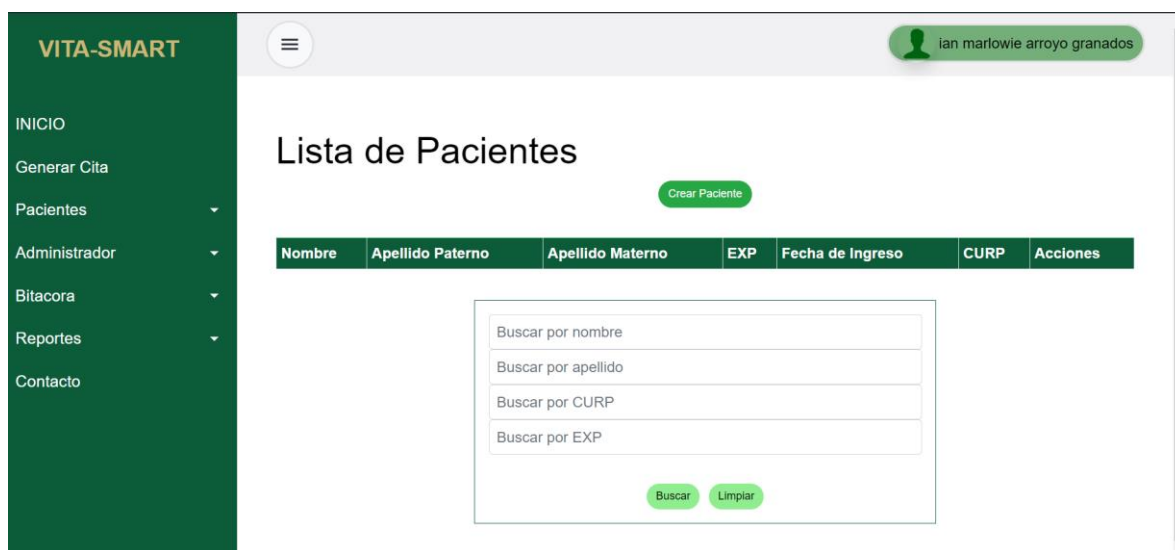 VITA-SMART
ian marlowie arroyo granados
INICIO
Generar Cita
Pacientes
Administrador
Bitacora
Reportes
Contacto
Lista de Pacientes
Crear Paciente
Nombre Apellido Paterno Apellido Materno EXP Fecha de Ingreso CURP Acciones
Buscar por nombre
Buscar por apellido
Buscar por CURP
Buscar por EXP
Buscar Limpiar